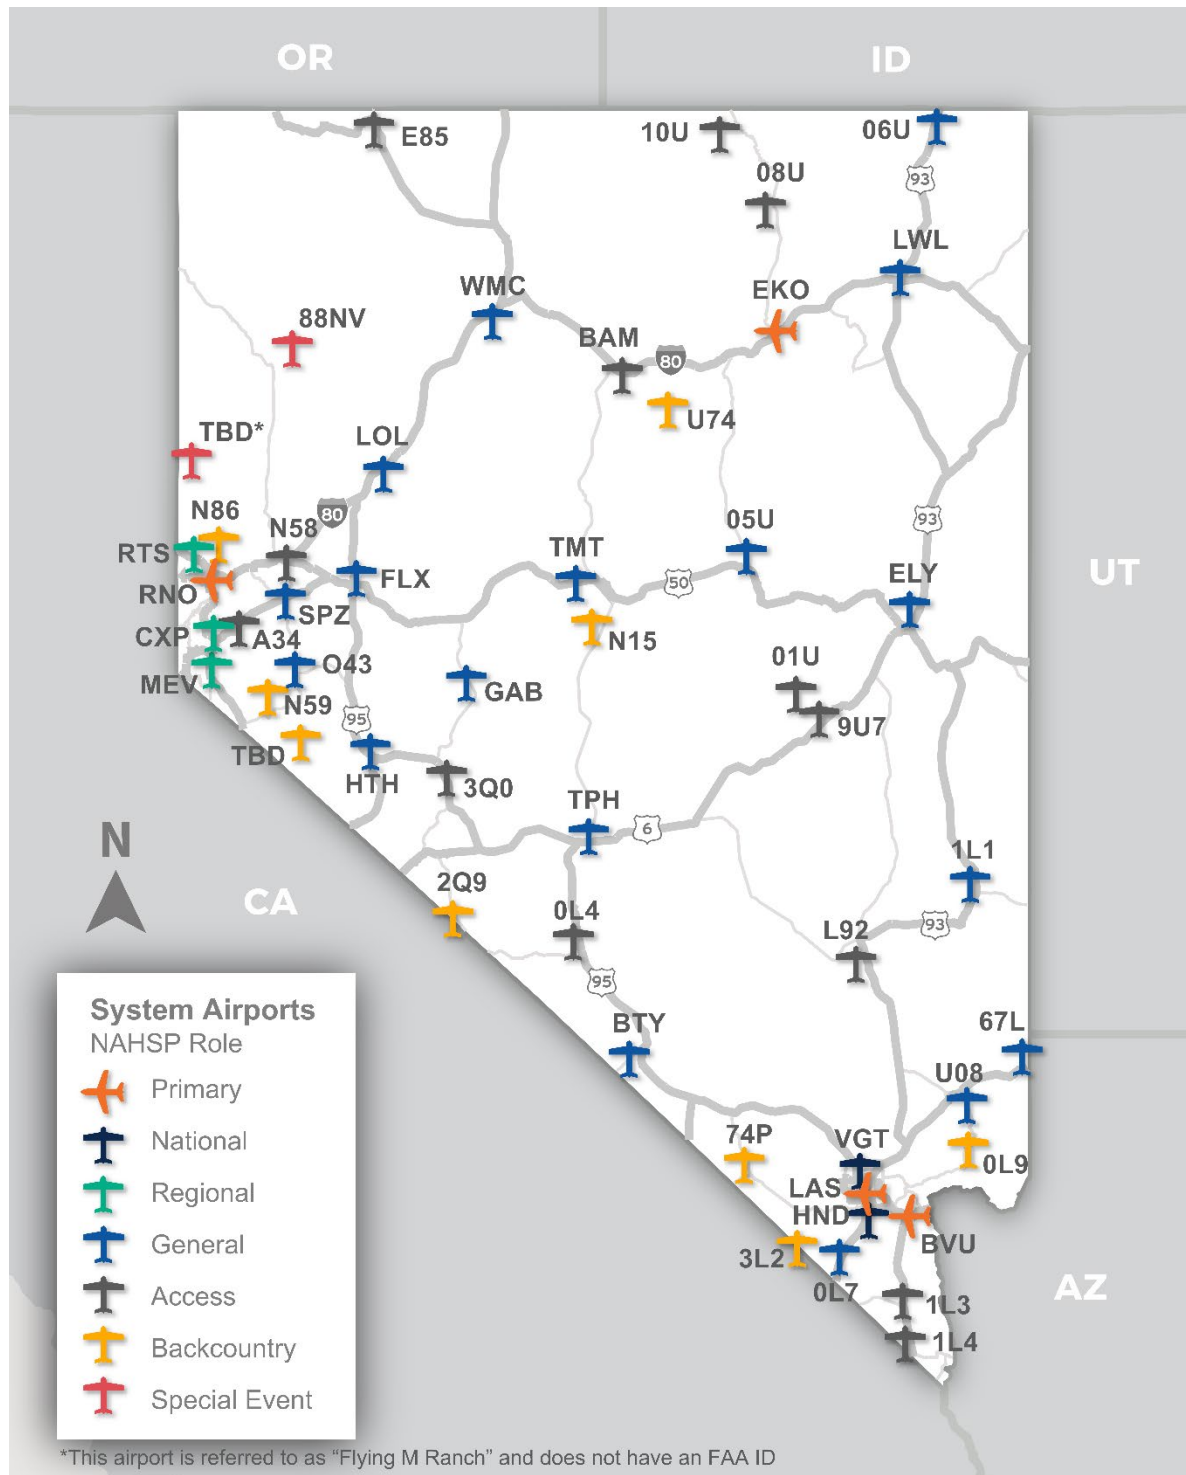 OR
ID
E85
10U
06U
93
08U
LWL
WMC
EKO
88NV
BAM
80
U74
TBD*
LOL
N86
80
N58
93
05U
RTS
TMT
FLX
ELY
UT
50
RNO
SPZ
CXP
A34
N15
O43
01U
MEV
GAB
N59
95
9U7
TBD
HTH
3Q0
TPH
6
N
1L1
2Q9
CA
0L4
L92
93
95
System Airports
NAHSP Role
Primary
National
Regional
General
Access
Backcountry
Special Event
BTY
67L
U08
74P
VGT
0L9
LAS
HND
BVU
3L2
AZ
0L7
1L3
1L4
*This airport is referred to as “Flying M Ranch” and does not have an FAA ID